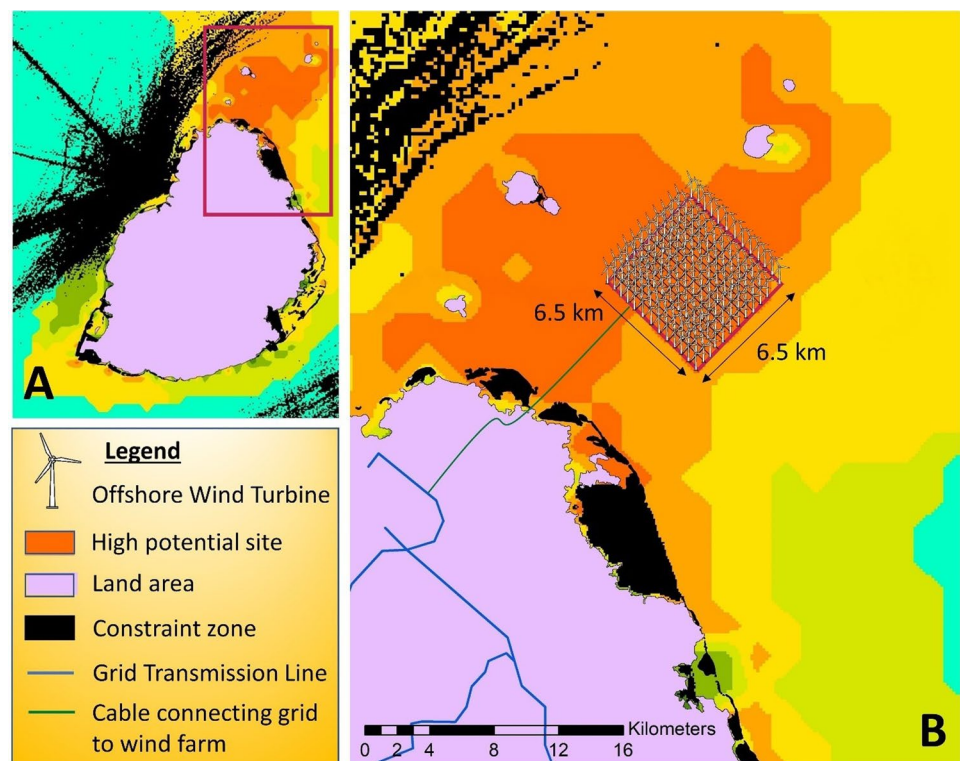 A
Legend
Offshore Wind Turbine
High potential site
Land area
Constraint zone
Grid Transmission Line
Cable connecting grid
to wind farm
6.5 km
6.5 km
Kilometers
0 2 4 8 12 16
B